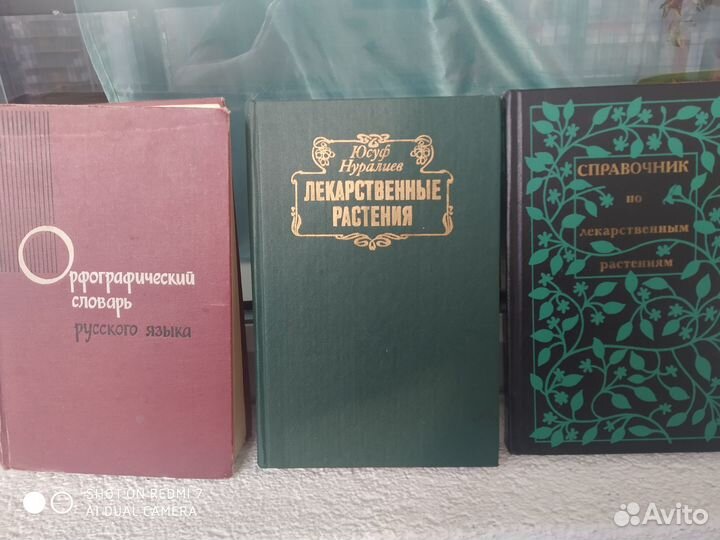 Орфографический
словарь
русского языка
Юсуф
Нуралиев
ЛЕКАРСТВЕННЫЕ
РАСТЕНИЯ
СПРАВОЧНИК
по
лекарственным
растениям
SHOT ON REDMI 7
AI DUAL CAMERA
Avito